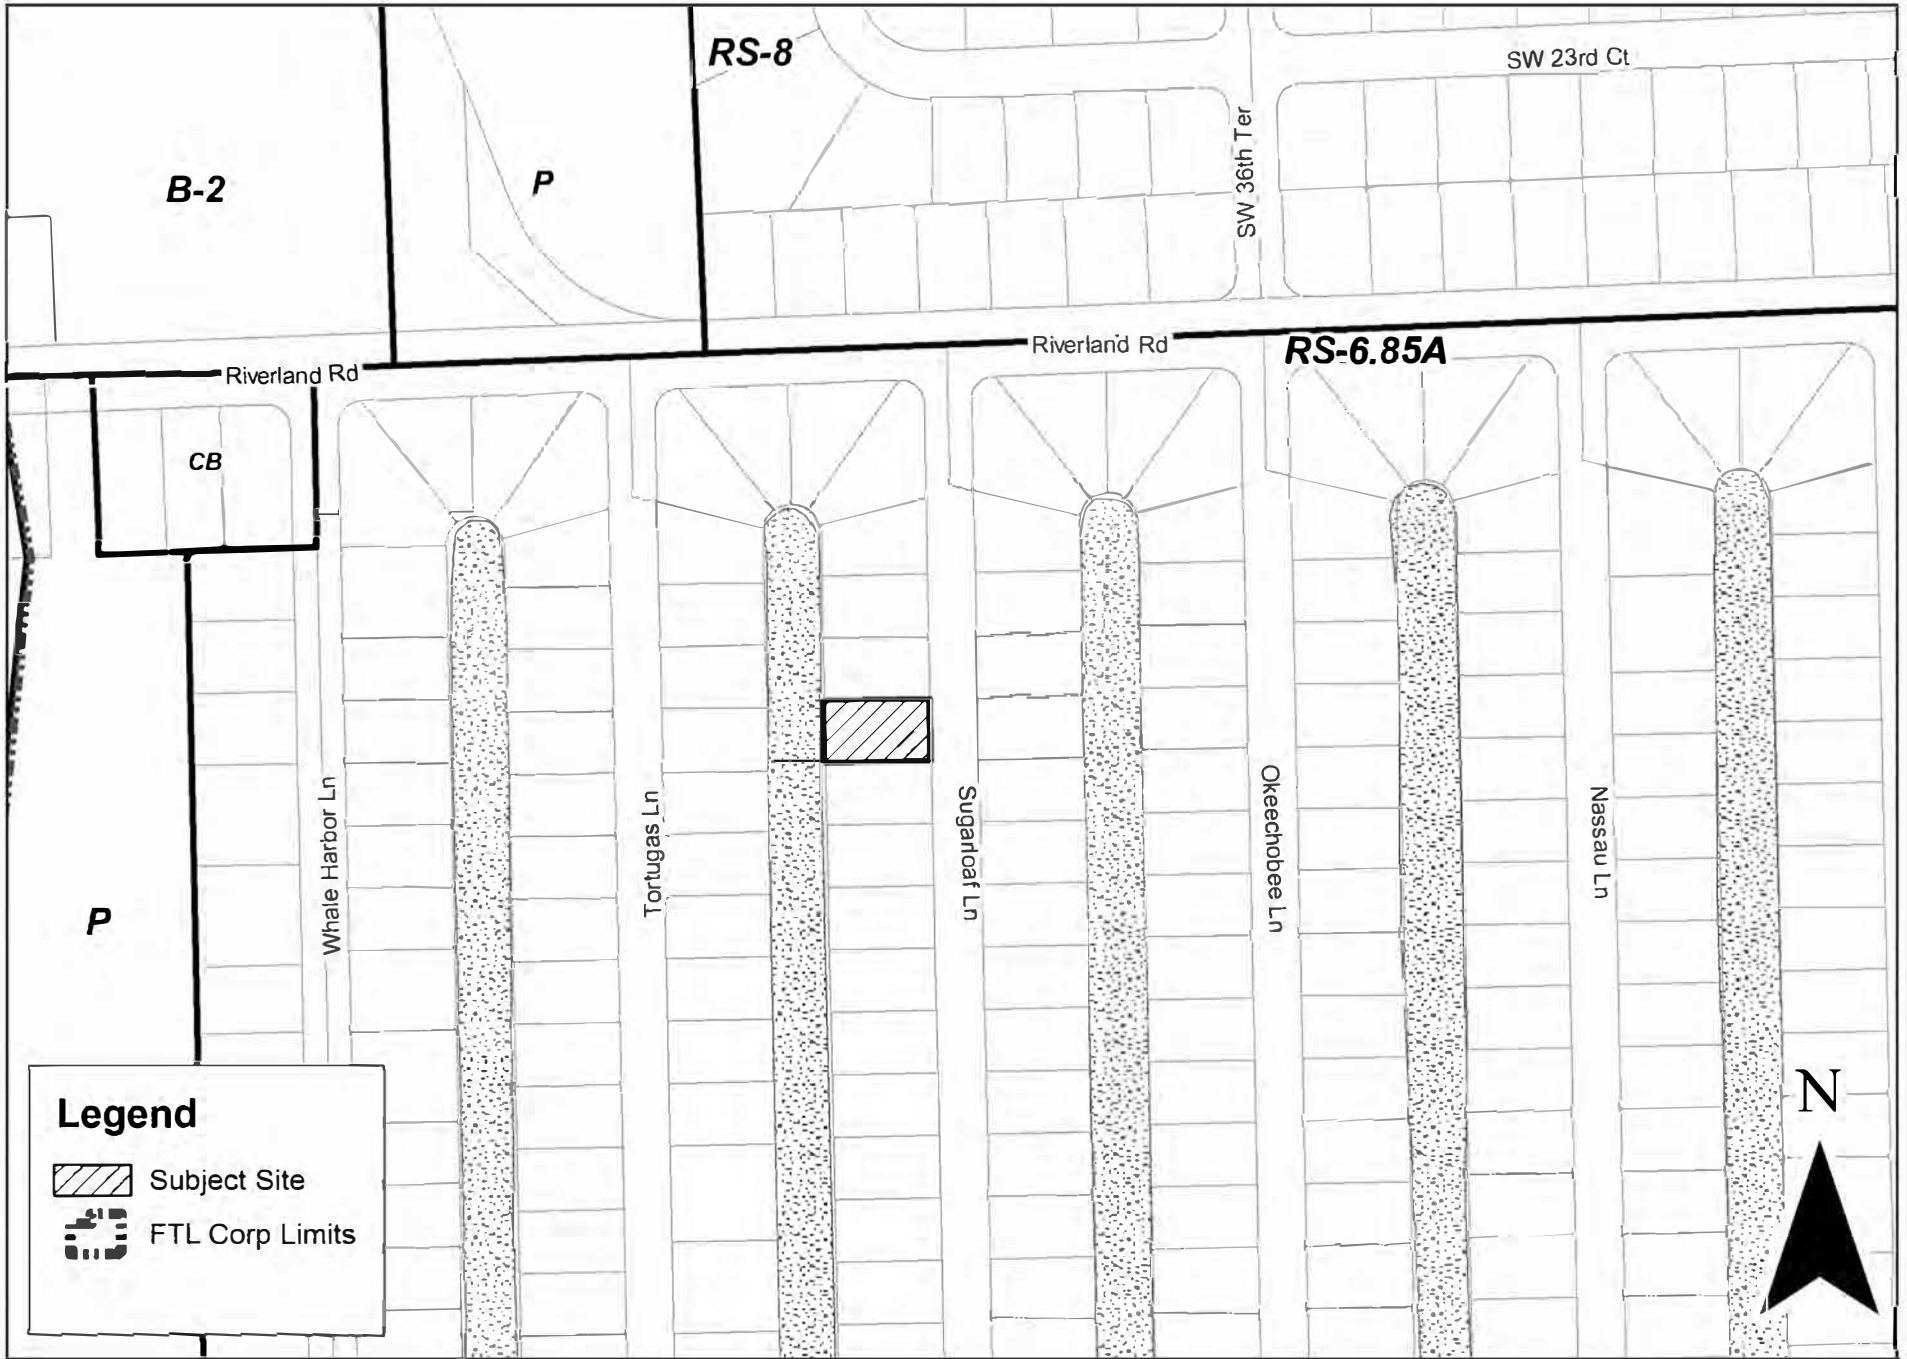 RS-8
SW 23rd Ct
SW 36th Ter
B-2
P
Riverland Rd
RS-6.85A
Riverland Rd
CB
Whale Harbor Ln
Tortugas Ln
Sugarloaf Ln
Okeechobee Ln
Nassau Ln
P
Legend
Subject Site
FTL Corp Limits
N